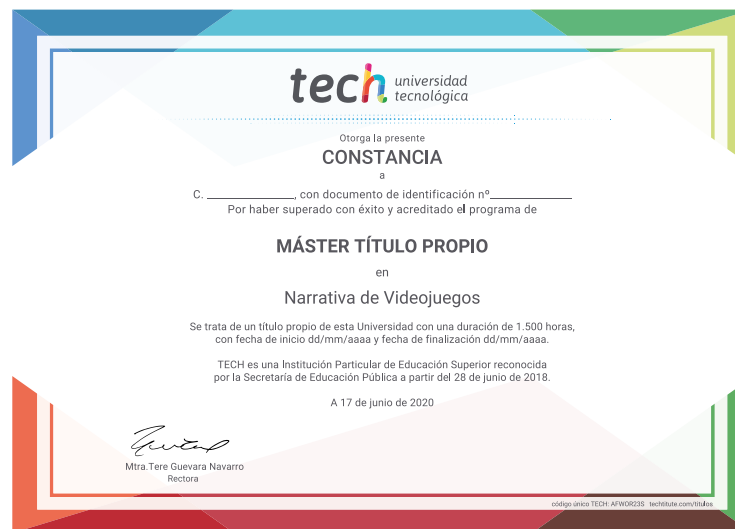 tech universidad
tecnológica
Otorga la presente
CONSTANCIA
a
C. ________________, con documento de identificación nº______________
Por haber superado con éxito y acreditado el programa de
MÁSTER TÍTULO PROPIO
en
Narrativa de Videojuegos
Se trata de un título propio de esta Universidad con una duración de 1.500 horas,
con fecha de inicio dd/mm/aaaa y fecha de finalización dd/mm/aaaa.
TECH es una Institución Particular de Educación Superior reconocida
por la Secretaría de Educación Pública a partir del 28 de junio de 2018.
A 17 de junio de 2020
Mtra.Tere Guevara Navarro
Rectora
código único TECH: AFWOR23S techtitute.com/titulos